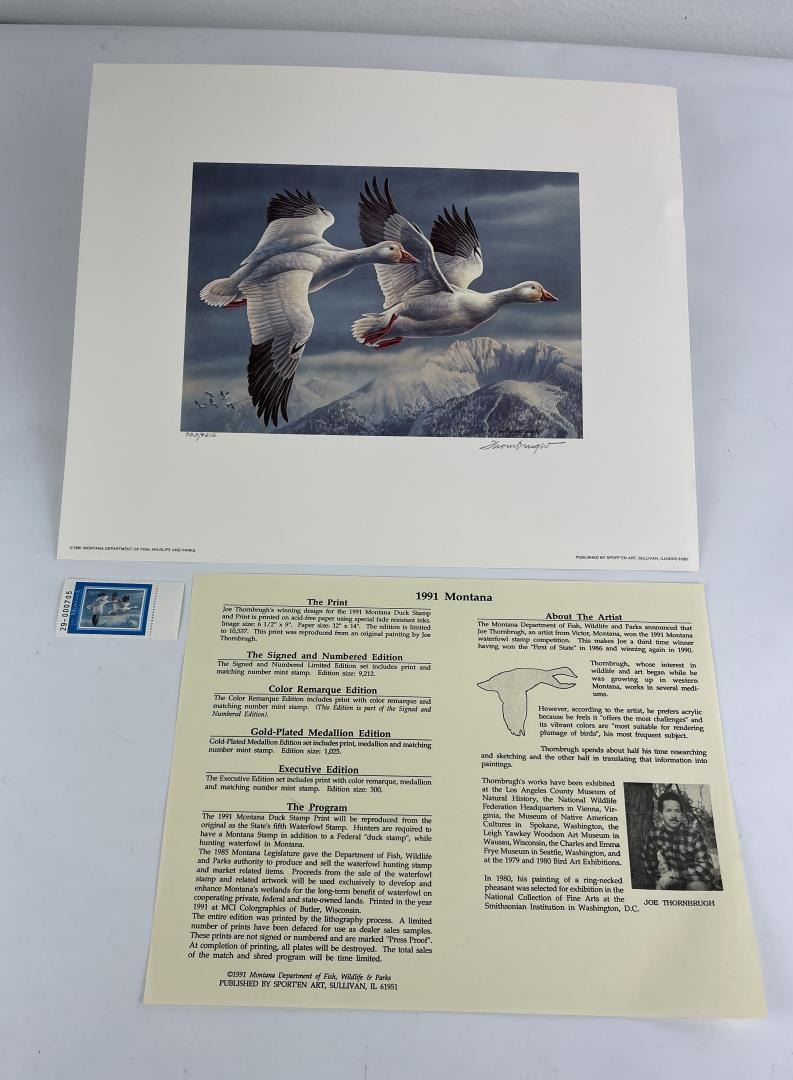 923/9212
Thornbrugh
©1991 MONTANA DEPARTMENT OF FISH, WILDLIFE AND PARKS
PUBLISHED BY SPORT'EN ART, SULLIVAN, ILLINOIS 61951
29-000705
1991 Montana
The Print
Joe Thornbrugh's winning design for the 1991 Montana Duck Stamp
and Print is printed on acid-free paper using special fade resistant inks.
Image size: 6 1/2" x 9". Paper size: 12" x 14". The edition is limited
to 10,537. This print was reproduced from an original painting by Joe
Thornbrugh.
The Signed and Numbered Edition
The Signed and Numbered Limited Edition set includes print and
matching number mint stamp. Edition size: 9,212.
Color Remarque Edition
The Color Remarque Edition includes print with color remarque and
matching number mint stamp. (This Edition is part of the Signed and
Numbered Edition).
Gold-Plated Medallion Edition
Gold-Plated Medallion Edition set includes print, medallion and matching
number mint stamp. Edition size: 1,025.
Executive Edition
The Executive Edition set includes print with color remarque, medallion
and matching number mint stamp. Edition size: 300.
The Program
The 1991 Montana Duck Stamp Print will be reproduced from the
original as the State's fifth Waterfowl Stamp. Hunters are required to
have a Montana Stamp in addition to a Federal "duck stamp", while
hunting waterfowl in Montana.
The 1985 Montana Legislature gave the Department of Fish, Wildlife
and Parks authority to produce and sell the waterfowl hunting stamp
and market related items. Proceeds from the sale of the waterfowl
stamp and related artwork will be used exclusively to develop and
enhance Montana's wetlands for the long-term benefit of waterfowl on
cooperating private, federal and state-owned lands. Printed in the year
1991 at MCI Colorgraphics of Butler, Wisconsin.
The entire edition was printed by the lithography process. A limited
number of prints have been defaced for use as dealer sales samples.
These prints are not signed or numbered and are marked "Press Proof".
At completion of printing, all plates will be destroyed. The total sales
of the match and shred program will be time limited.
©1991 Montana Department of Fish, Wildlife & Parks
PUBLISHED BY SPORT'EN ART, SULLIVAN, IL 61951
About The Artist
The Montana Department of Fish, Wildlife and Parks announced that
Joe Thornbrugh, an artist from Victor, Montana, won the 1991 Montana
waterfowl stamp competition. This makes Joe a third time winner
having won the "First of State" in 1986 and winning again in 1990.
Thornbrugh, whose interest in
wildlife and art began while he
was growing up in western
Montana, works in several medi-
ums.
However, according to the artist, he prefers acrylic
because he feels it "offers the most challenges" and
its vibrant colors are "most suitable for rendering
plumage of birds", his most frequent subject.
Thornbrugh spends about half his time researching
and sketching and the other half in translating that information into
paintings.
Thornbrugh's works have been exhibited
at the Los Angeles County Museum of
Natural History, the National Wildlife
Federation Headquarters in Vienna, Vir-
ginia, the Museum of Native American
Cultures in Spokane, Washington, the
Leigh Yawkey Woodson Art Museum in
Wausau, Wisconsin, the Charles and Emma
Frye Museum in Seattle, Washington, and
at the 1979 and 1980 Bird Art Exhibitions.
In 1980, his painting of a ring-necked
pheasant was selected for exhibition in the
National Collection of Fine Arts at the
Smithsonian Institution in Washington, D.C.
JOE THORNBRUGH